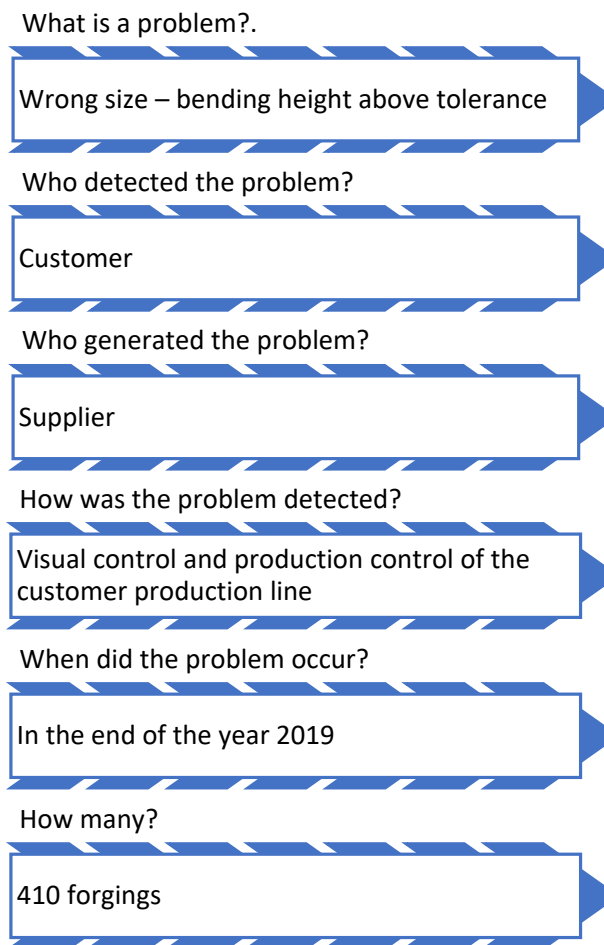 What is a problem?.
Wrong size – bending height above tolerance
Who detected the problem?
Customer
Who generated the problem?
Supplier
How was the problem detected?
Visual control and production control of the
customer production line
When did the problem occur?
In the end of the year 2019
How many?
410 forgings